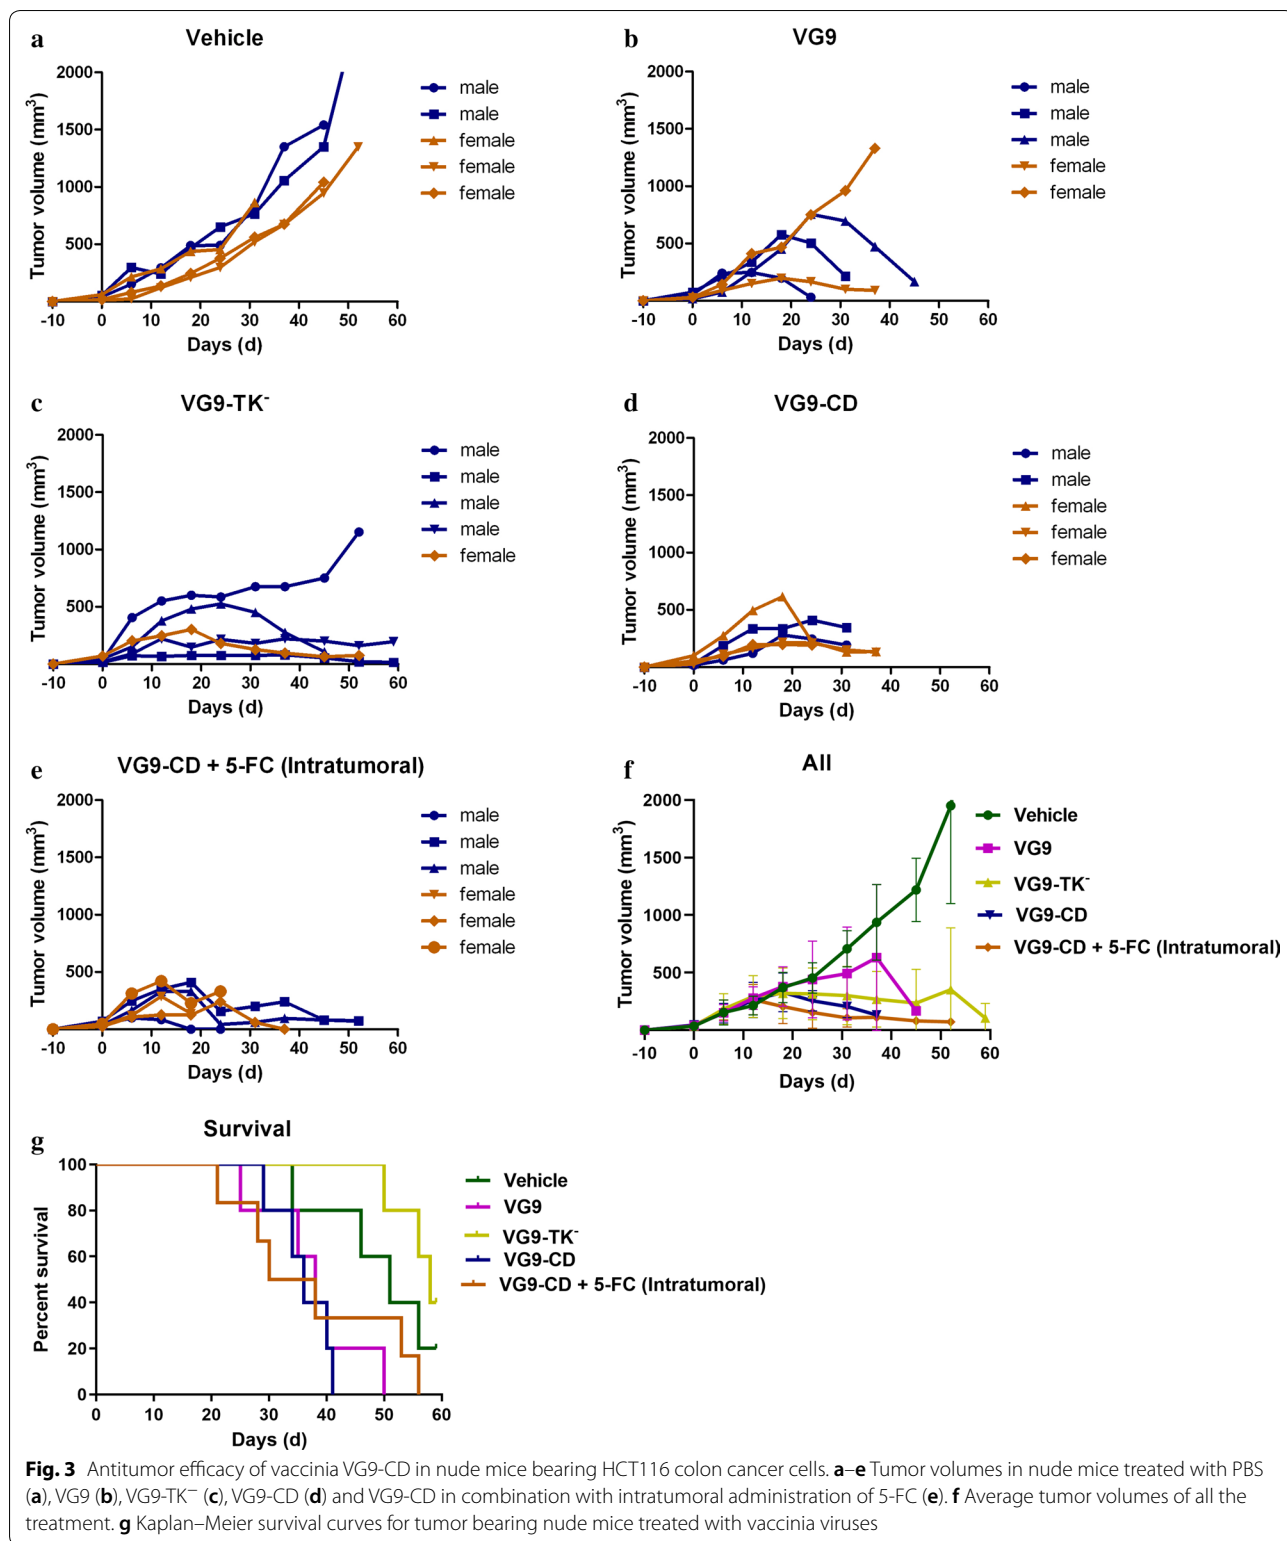 a
Vehicle
Tumor volume (mm³)
2000
1500
1000
500
-10 0 10 20 30 40 50 60
Days (d)
male
male
female
female
female
b
VG9
Tumor volume (mm³)
2000
1500
1000
500
0
-10 0 10 20 30 40 50 60
Days (d)
male
male
male
female
female
c
VG9-TK⁻
Tumor volume (mm³)
2000
1500
1000
500
-10 0 10 20 30 40 50 60
Days (d)
male
male
male
male
female
d
VG9-CD
Tumor volume (mm³)
2000
1500
1000
500
-10 0 10 20 30 40 50 60
Days (d)
male
male
female
female
female
e
VG9-CD + 5-FC (Intratumoral)
Tumor volume (mm³)
2000
1500
1000
500
-10 0 10 20 30 40 50 60
Days (d)
male
male
male
female
female
female
f
All
Tumor volume (mm³)
2000
1500
1000
500
-10 0 10 20 30 40 50 60
Days (d)
Vehicle
VG9
VG9-TK⁻
VG9-CD
VG9-CD + 5-FC (Intratumoral)
g
Survival
Percent survival
100
80
60
40
20
0
0 10 20 30 40 50 60
Days (d)
Vehicle
VG9
VG9-TK⁻
VG9-CD
VG9-CD + 5-FC (Intratumoral)
Fig. 3 Antitumor efficacy of vaccinia VG9-CD in nude mice bearing HCT116 colon cancer cells. a–e Tumor volumes in nude mice treated with PBS
(a), VG9 (b), VG9-TK⁻ (c), VG9-CD (d) and VG9-CD in combination with intratumoral administration of 5-FC (e). f Average tumor volumes of all the
treatment. g Kaplan–Meier survival curves for tumor bearing nude mice treated with vaccinia viruses